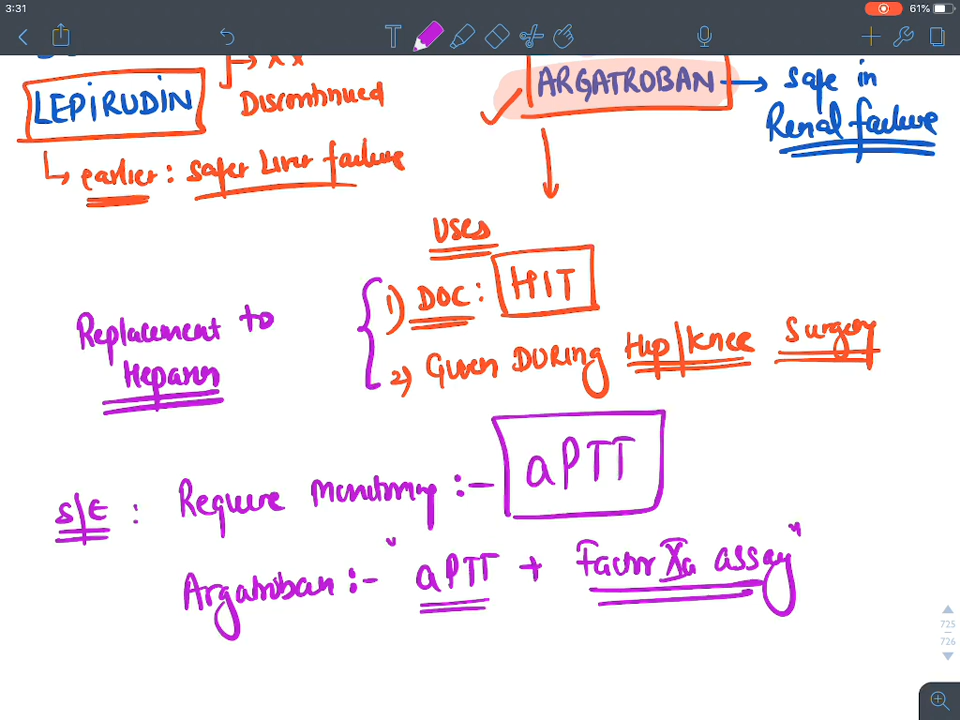 3:31
61%
T
LEPIRUDIN
→ x x
Discontinued
↳ earlier : safer Liver failure
ARGATROBAN → safe in
Renal failure
Uses
1) DOC : HIT
2) Given DURING Hip/Knee Surgery
Replacement to
Heparin
S/E : Require Monitoring :- aPTT
Argatroban :- "aPTT + Factor Xa assay"
725
726